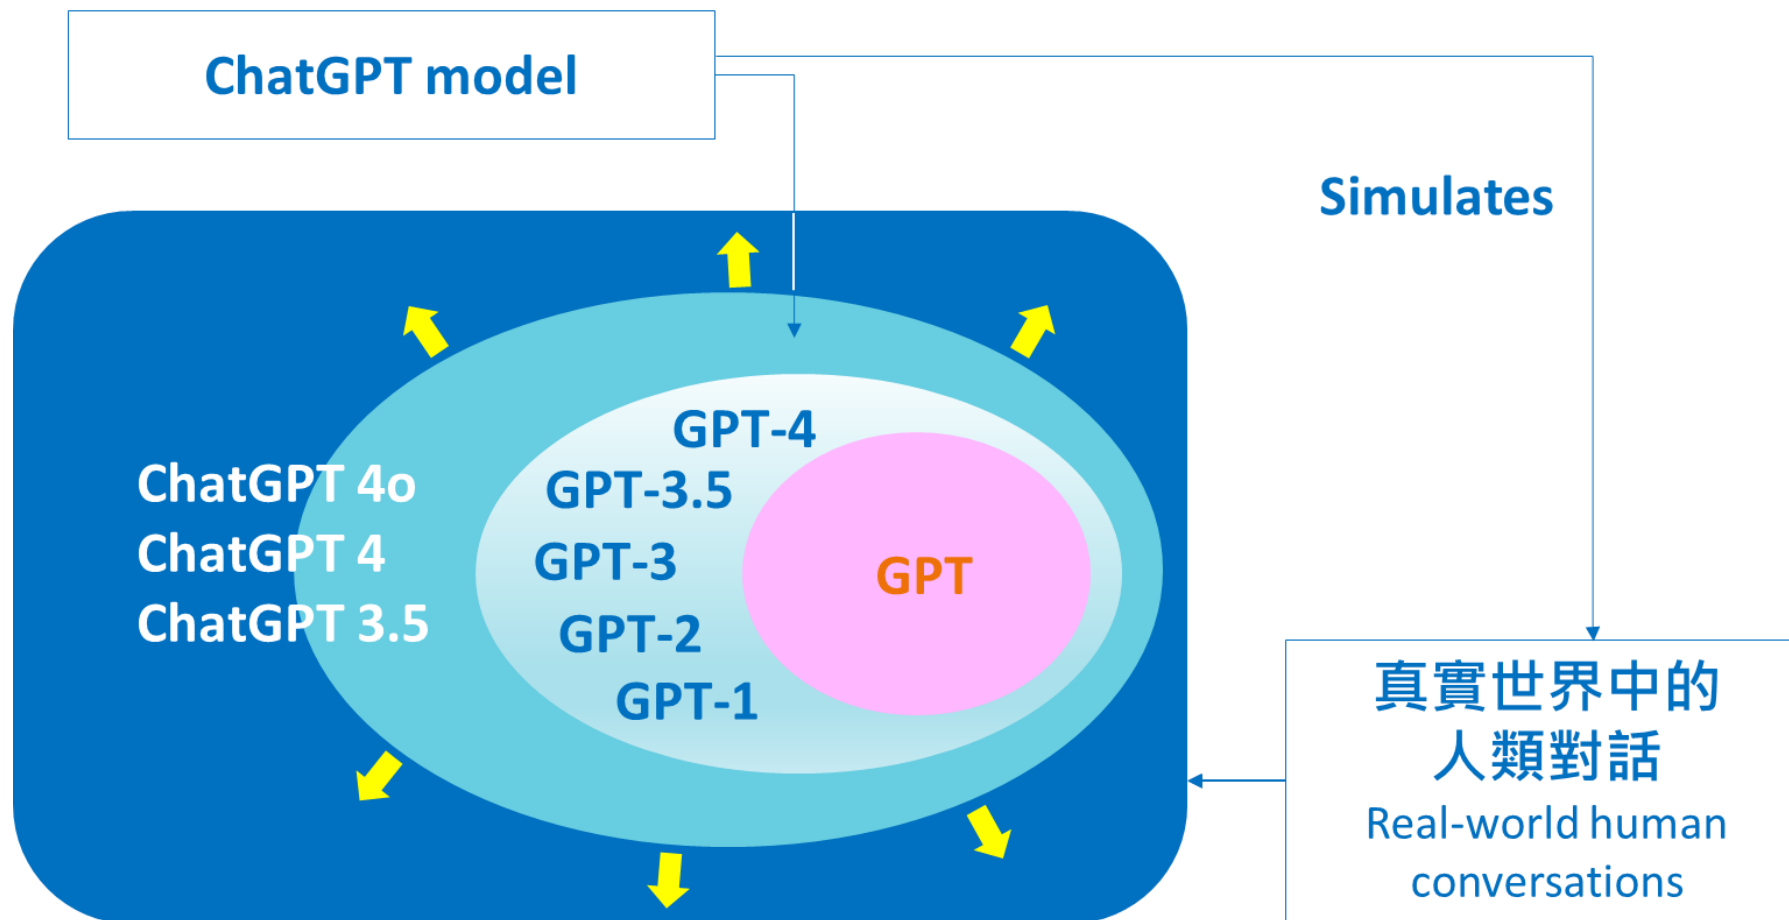 ChatGPT model
Simulates
GPT-4
ChatGPT 4o
GPT-3.5
ChatGPT 4
GPT-3
GPT
ChatGPT 3.5
GPT-2
GPT-1
真實世界中的
人類對話
Real-world human
conversations